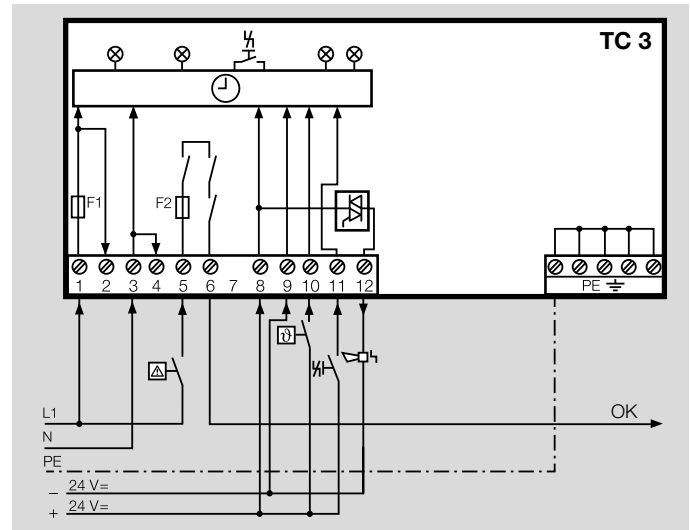 TC 3
F1
F2
1 2 3 4 5 6 7 8 9 10 11 12
PE
ϑ
L1
OK
N
PE
– 24 V=
+ 24 V=